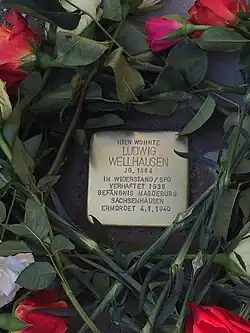 HIER WOHNTE
LUDWIG
WELLHAUSEN
JG. 1884
IM WIDERSTAND / SPD
VERHAFTET 1939
GEFÄNGNIS MAGDEBURG
SACHSENHAUSEN
ERMORDET 4.1.1940